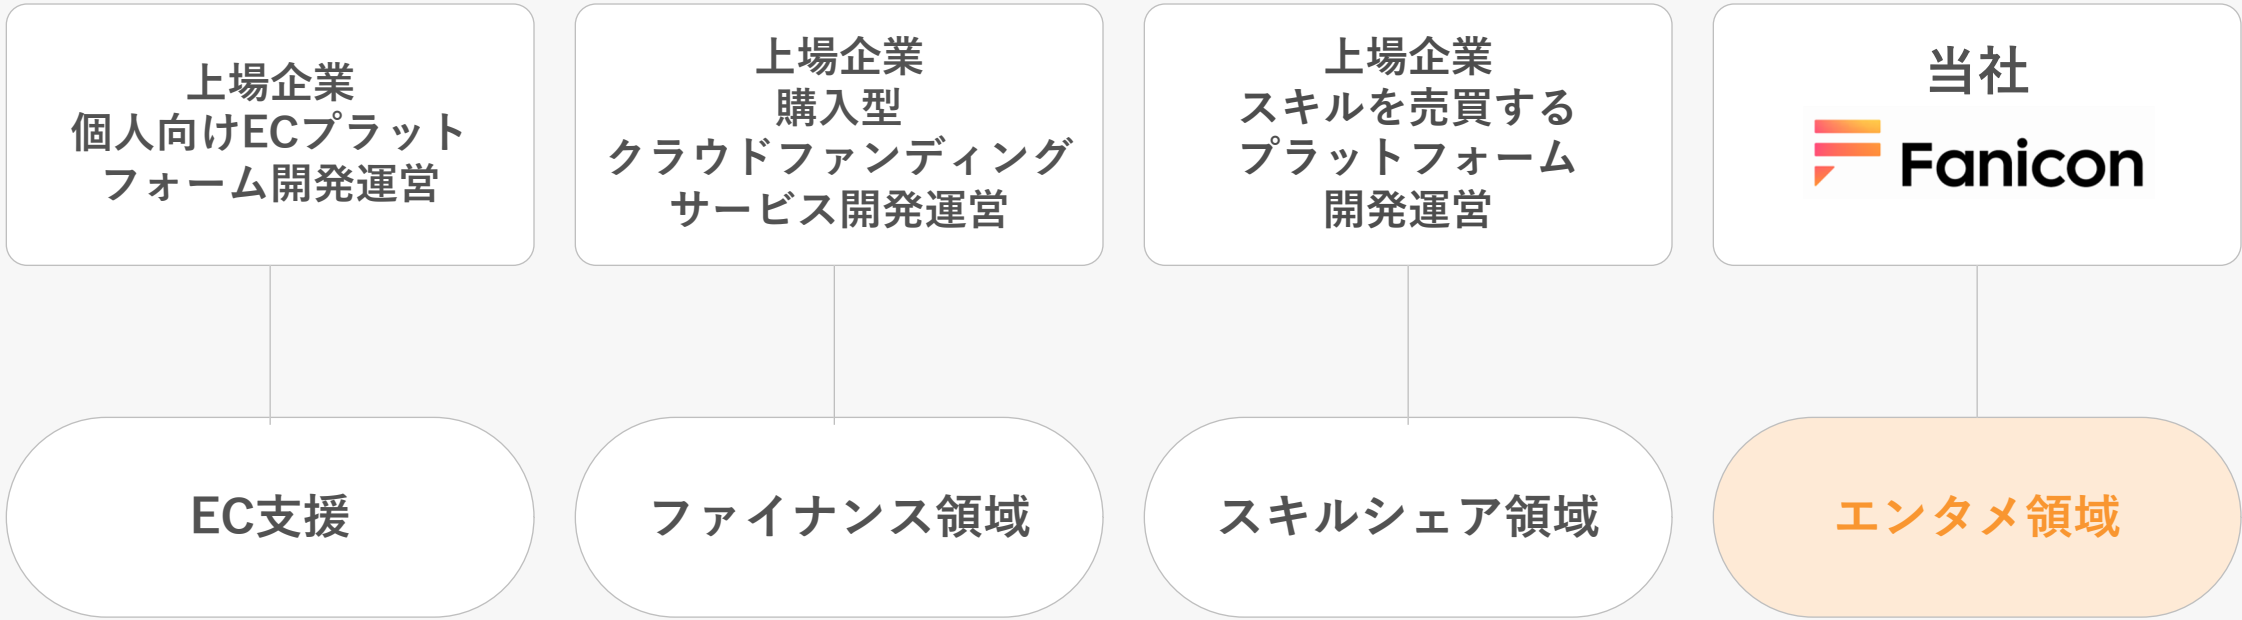 上場企業
個人向けECプラット
フォーム開発運営
上場企業
購入型
クラウドファンディング
サービス開発運営
上場企業
スキルを売買する
プラットフォーム
開発運営
当社
Fanicon
EC支援
ファイナンス領域
スキルシェア領域
エンタメ領域